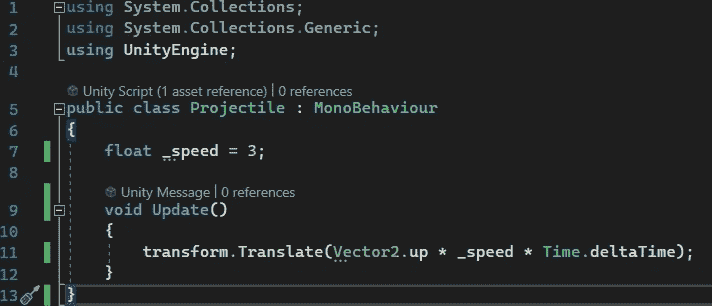 1 using System.Collections;
2 using System.Collections.Generic;
3 using UnityEngine;
4
Unity Script (1 asset reference) | 0 references
5 public class Projectile : MonoBehaviour
6 {
7 float _speed = 3;
8
Unity Message | 0 references
9 void Update()
10 {
11 transform.Translate(Vector2.up * _speed * Time.deltaTime);
12 }
13 }